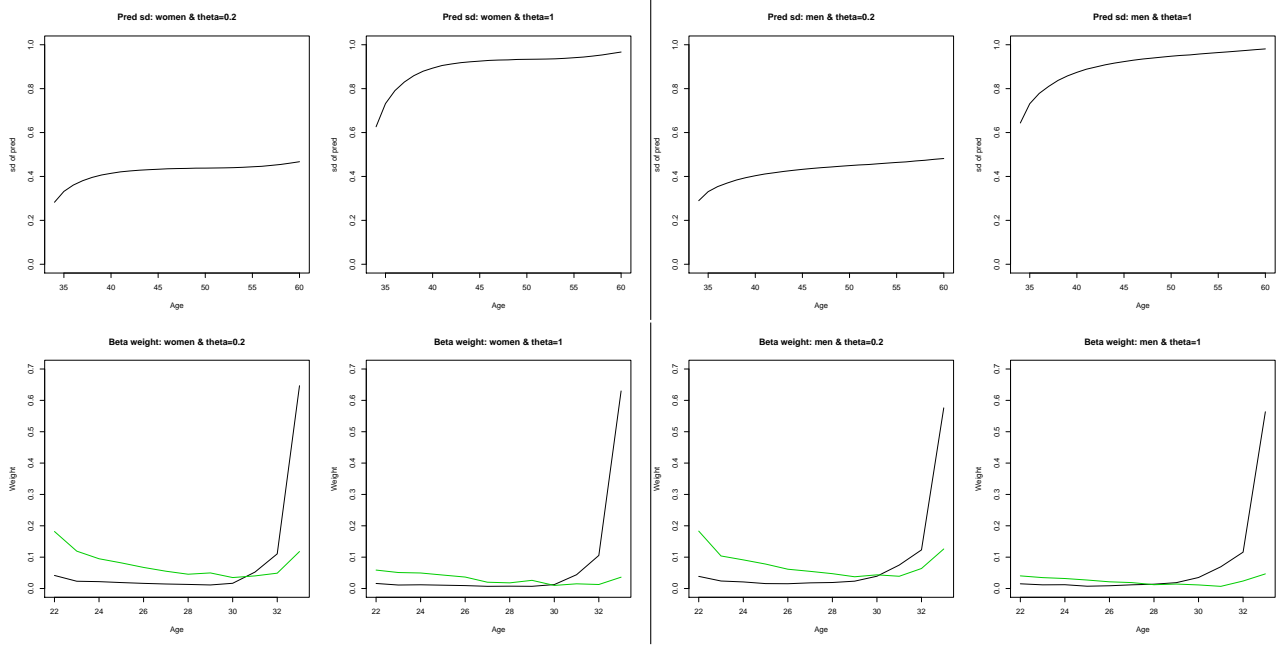 Pred sd: women & theta=0.2
sd of pred
1.0
0.8
0.6
0.4
0.2
0.0
35 40 45 50 55 60
Age
Pred sd: women & theta=1
sd of pred
1.0
0.8
0.6
0.4
0.2
0.0
35 40 45 50 55 60
Age
Pred sd: men & theta=0.2
sd of pred
1.0
0.8
0.6
0.4
0.2
0.0
35 40 45 50 55 60
Age
Pred sd: men & theta=1
sd of pred
1.0
0.8
0.6
0.4
0.2
0.0
35 40 45 50 55 60
Age
Beta weight: women & theta=0.2
Weight
0.7
0.6
0.5
0.4
0.3
0.2
0.1
0.0
22 24 26 28 30 32
Age
Beta weight: women & theta=1
Weight
0.7
0.6
0.5
0.4
0.3
0.2
0.1
0.0
22 24 26 28 30 32
Age
Beta weight: men & theta=0.2
Weight
0.7
0.6
0.5
0.4
0.3
0.2
0.1
0.0
22 24 26 28 30 32
Age
Beta weight: men & theta=1
Weight
0.7
0.6
0.5
0.4
0.3
0.2
0.1
0.0
22 24 26 28 30 32
Age